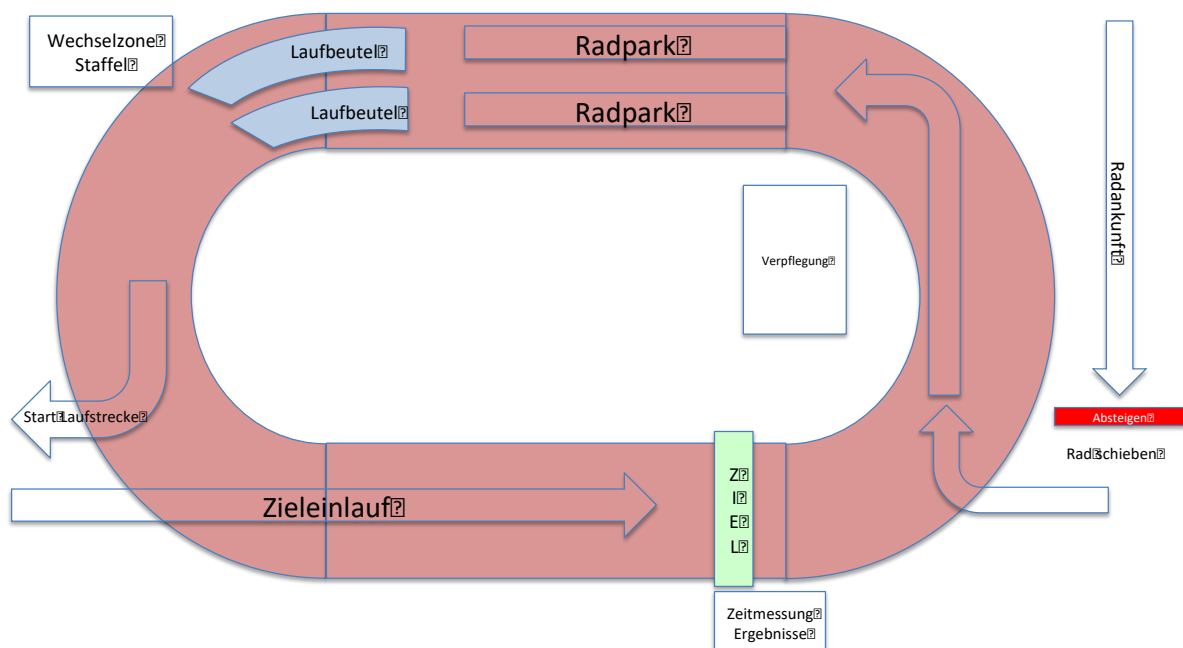 Wechselzone
Staffel
Laufbeutel
Laufbeutel
Radpark
Radpark
Radankunft
Verpflegung
Absteigen
Rad schieben
Start Laufstrecke
Zieleinlauf
Z
I
E
L
Zeitmessung
Ergebnisse